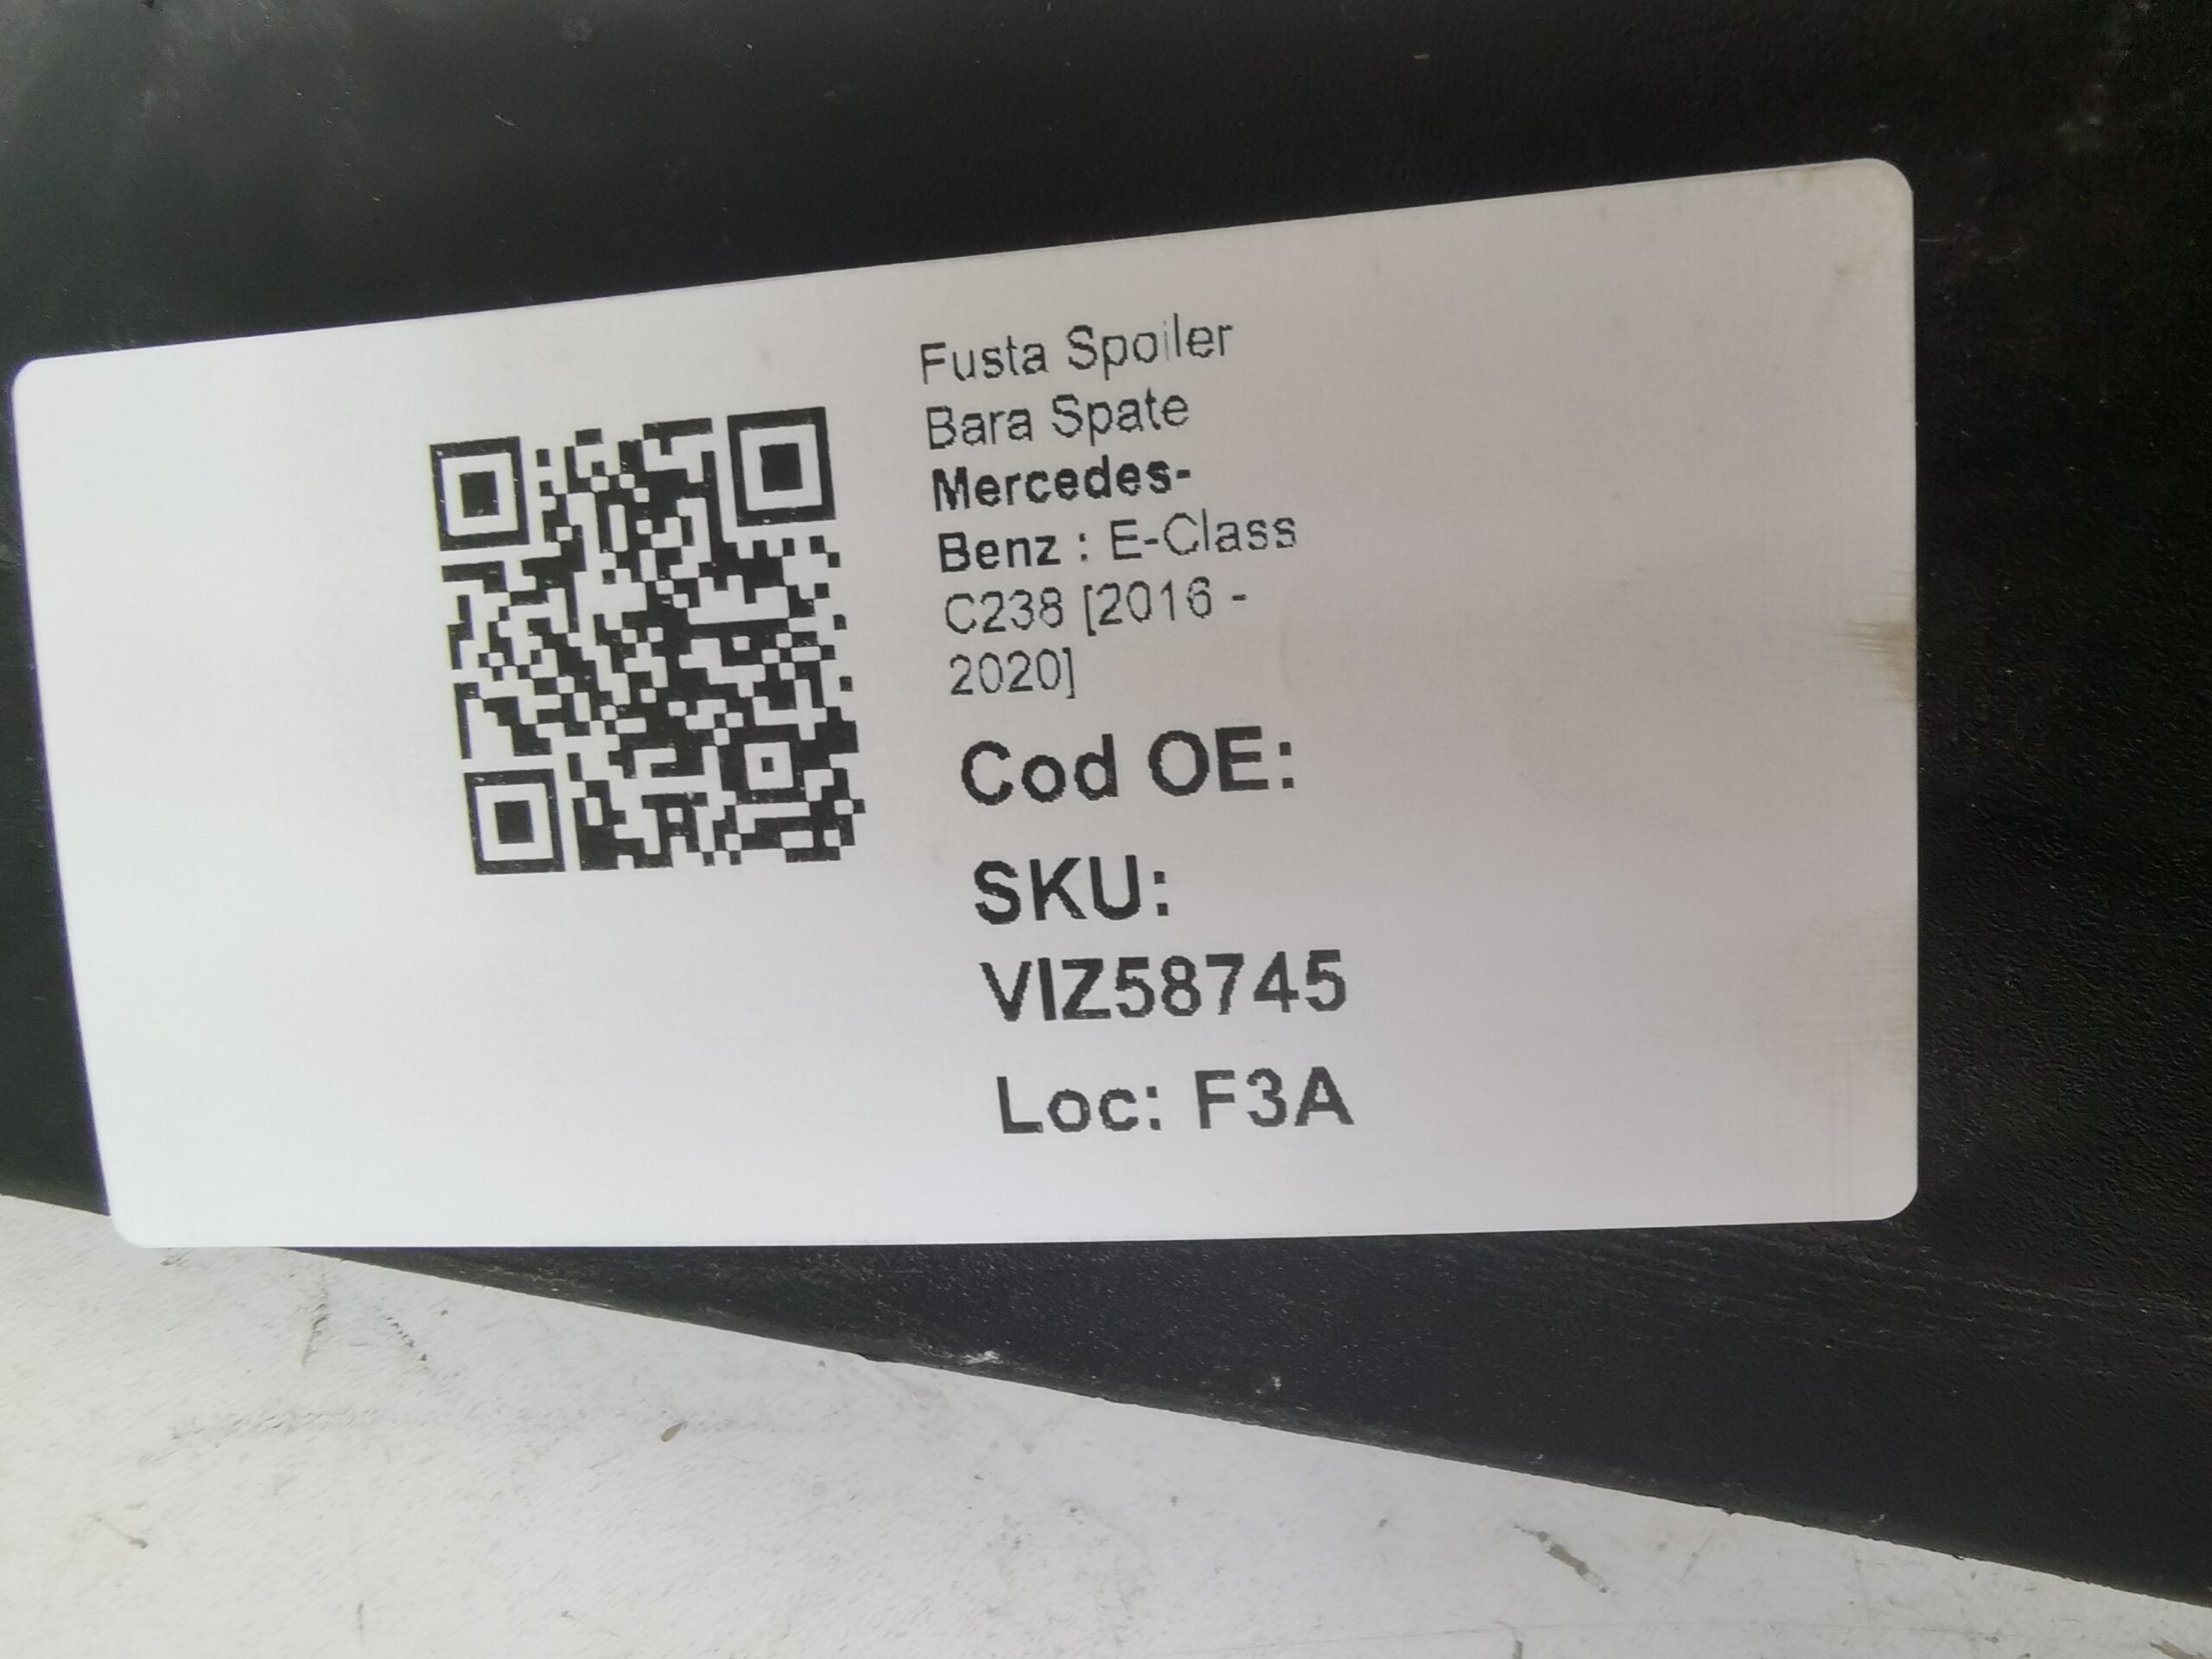 Fusta Spoiler
Bara Spate
Mercedes-
Benz : E-Class
C238 [2016 -
2020]
Cod OE:
SKU:
VIZ58745
Loc: F3A